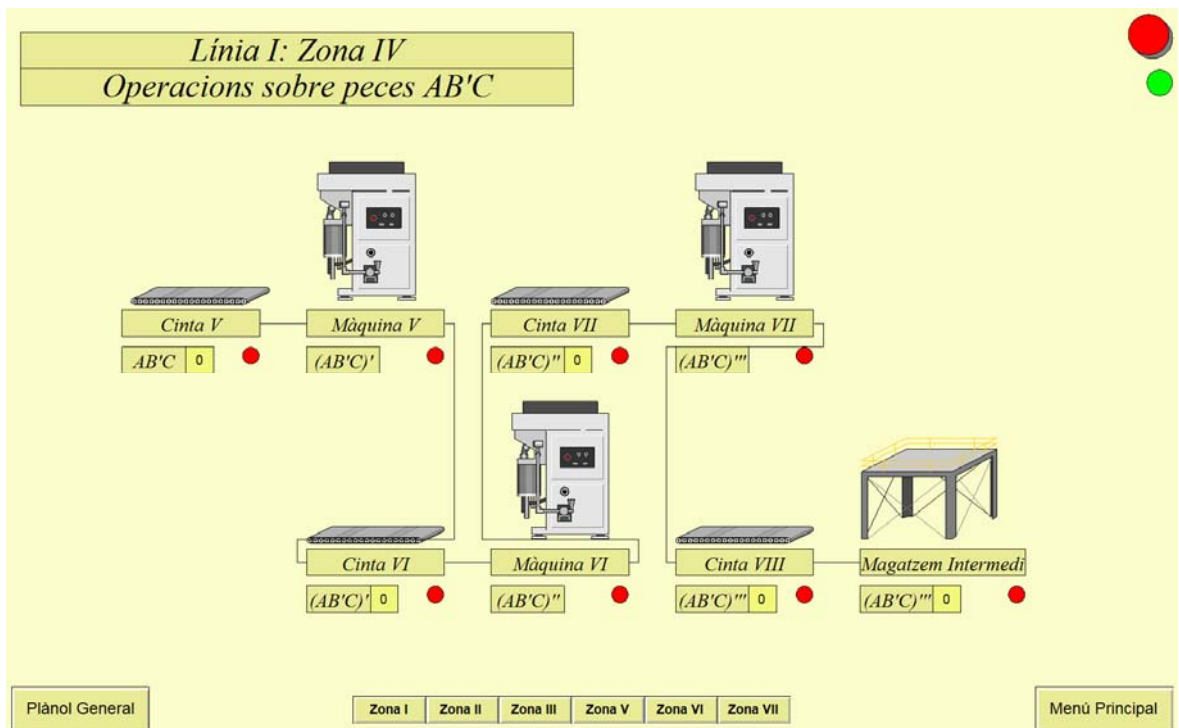 Línia I: Zona IV
Operacions sobre peces AB'C
Cinta V
Màquina V
Cinta VII
Màquina VII
AB'C 0
(AB'C)'
(AB'C)'' 0
(AB'C)'''
Cinta VI
Màquina VI
Cinta VIII
Magatzem Intermedi
(AB'C)' 0
(AB'C)''
(AB'C)''' 0
(AB'C)''' 0
Plànol General
Zona I
Zona II
Zona III
Zona V
Zona VI
Zona VII
Menú Principal